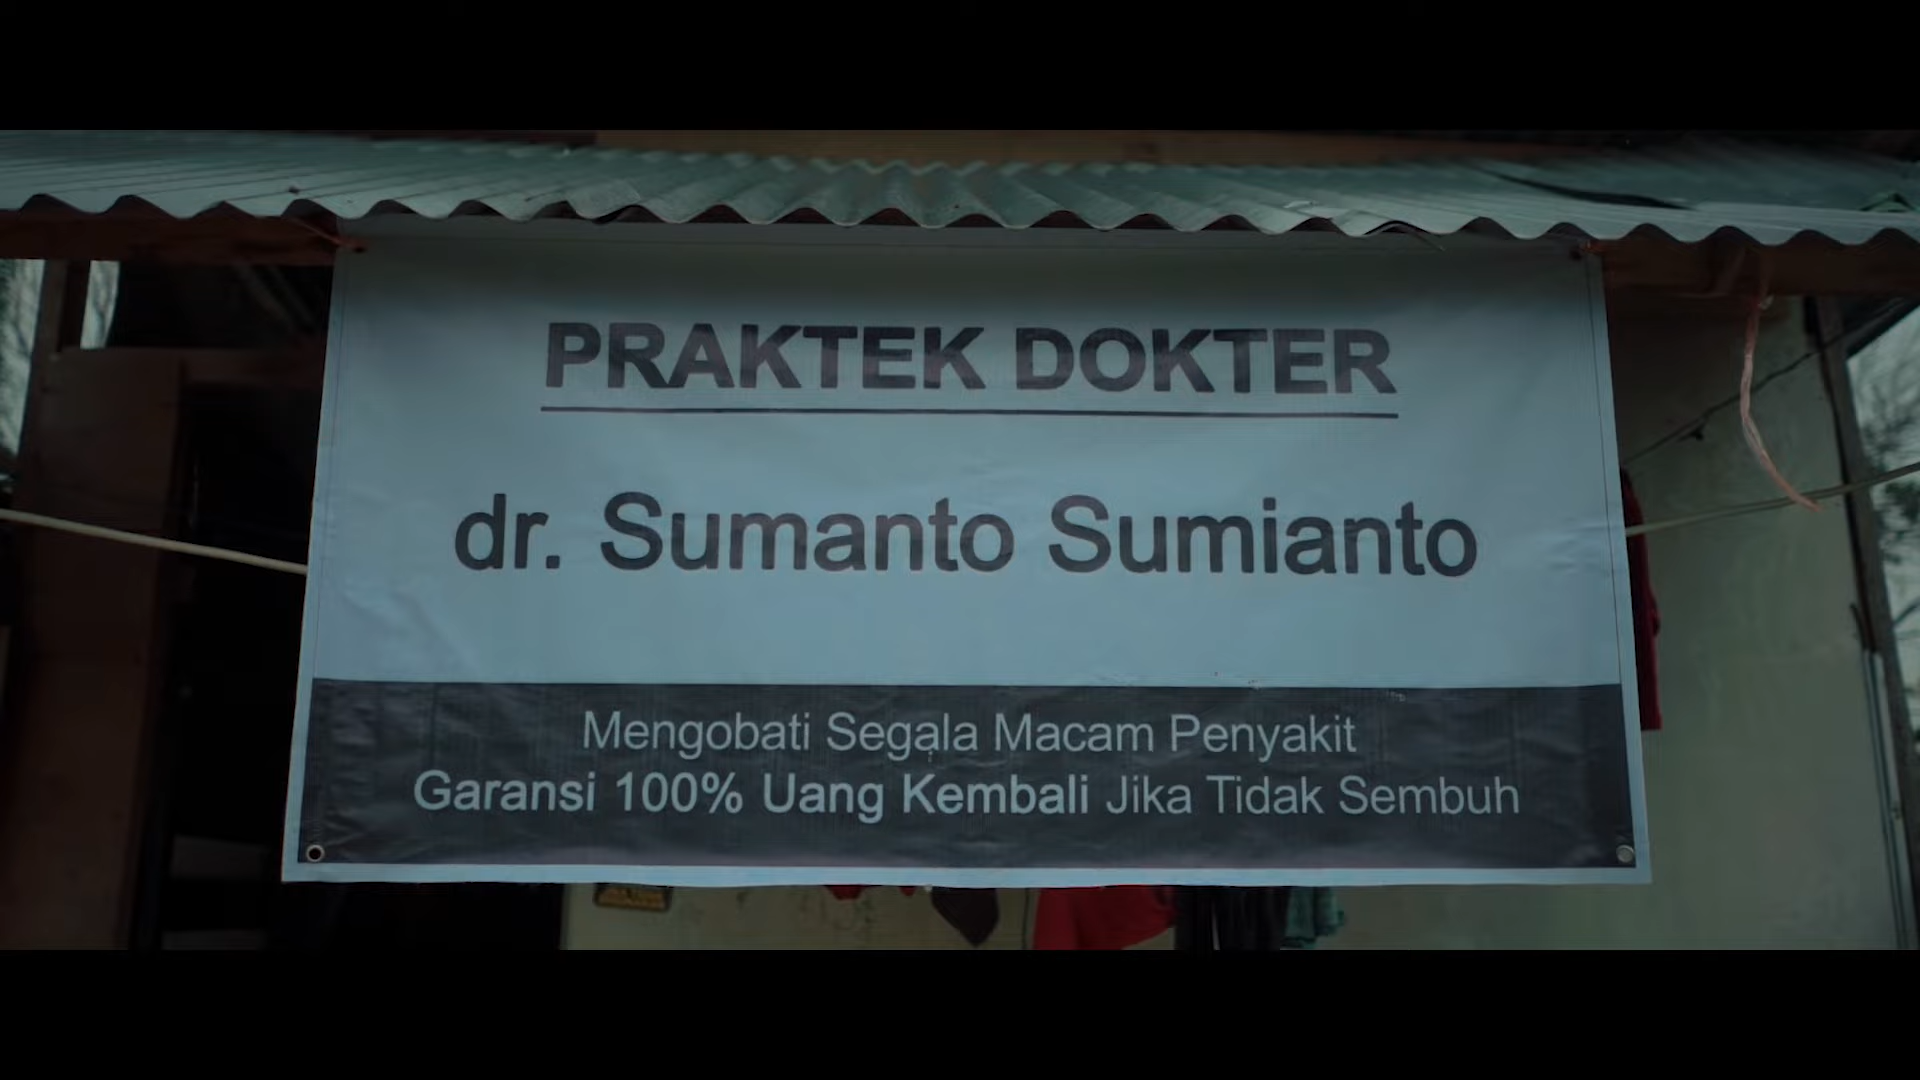 PRAKTEK DOKTER
dr. Sumanto Sumianto
Mengobati Segala Macam Penyakit
Garansi 100% Uang Kembali Jika Tidak Sembuh